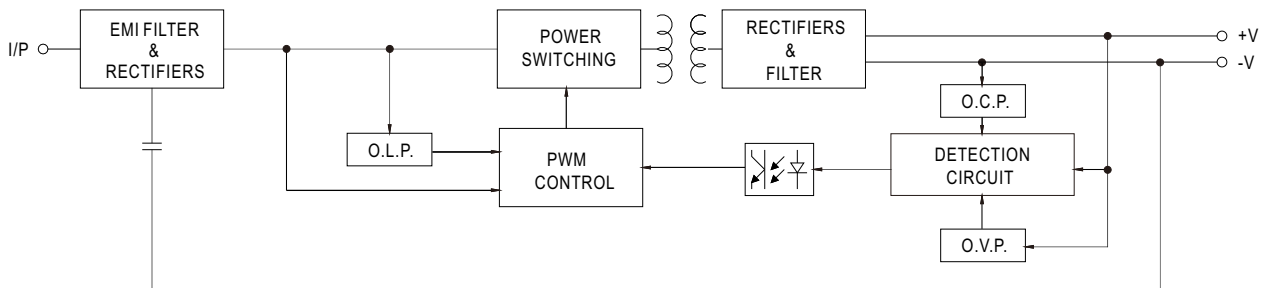 I/P
EMI FILTER
&
RECTIFIERS
POWER
SWITCHING
RECTIFIERS
&
FILTER
+V
-V
O.C.P.
O.L.P.
PWM
CONTROL
DETECTION
CIRCUIT
O.V.P.